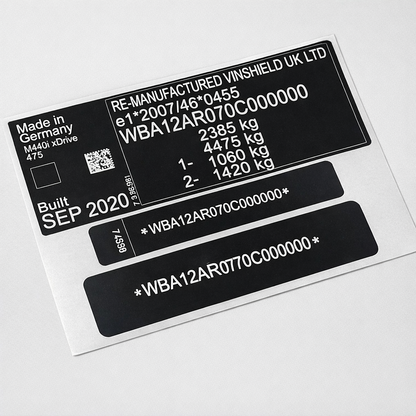 Made in
Germany
M440i xDrive
475
Built
SEP 2020
RE-MANUFACTURED VINSHIELD UK LTD
e1*2007/46*0455
WBA12AR070C000000
2385 kg
4475 kg
1- 1060 kg
2- 1420 kg
*WBA12AR070C000000*
*WBA12AR0770C000000*